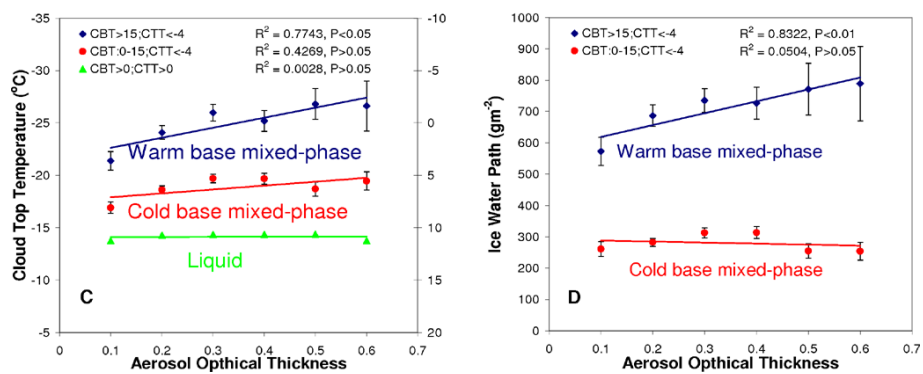 -35
-30
-25
-20
-15
-10
-5
Cloud Top Temperature (°C)
-10
-5
0
5
10
15
20
CBT>15;CTT<-4 R² = 0.7743, P<0.05
CBT:0-15;CTT<-4 R² = 0.4269, P>0.05
CBT>0;CTT>0 R² = 0.0028, P>0.05
Warm base mixed-phase
Cold base mixed-phase
Liquid
C
0 0.1 0.2 0.3 0.4 0.5 0.6 0.7
Aerosol Opthical Thickness
1000
900
800
700
600
500
400
300
200
100
0
Ice Water Path (gm⁻²)
CBT>15;CTT<-4 R² = 0.8322, P<0.01
CBT:0-15;CTT<-4 R² = 0.0504, P>0.05
Warm base mixed-phase
Cold base mixed-phase
D
0 0.1 0.2 0.3 0.4 0.5 0.6 0.7
Aerosol Opthical Thickness